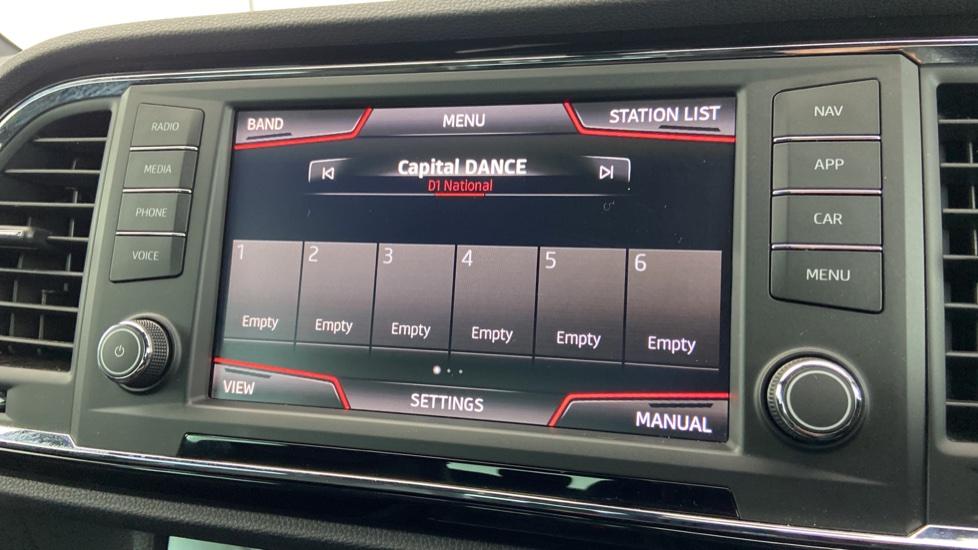 RADIO
MEDIA
PHONE
VOICE
BAND MENU STATION LIST
Capital DANCE
D1 National
1 2 3 4 5 6
Empty Empty Empty Empty Empty Empty
VIEW SETTINGS MANUAL
NAV
APP
CAR
MENU